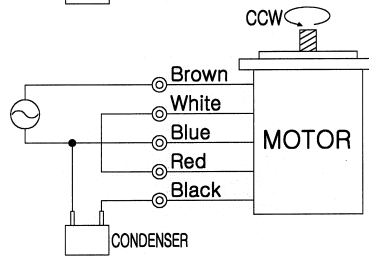 CCW
Brown
White
Blue
Red
Black
MOTOR
CONDENSER